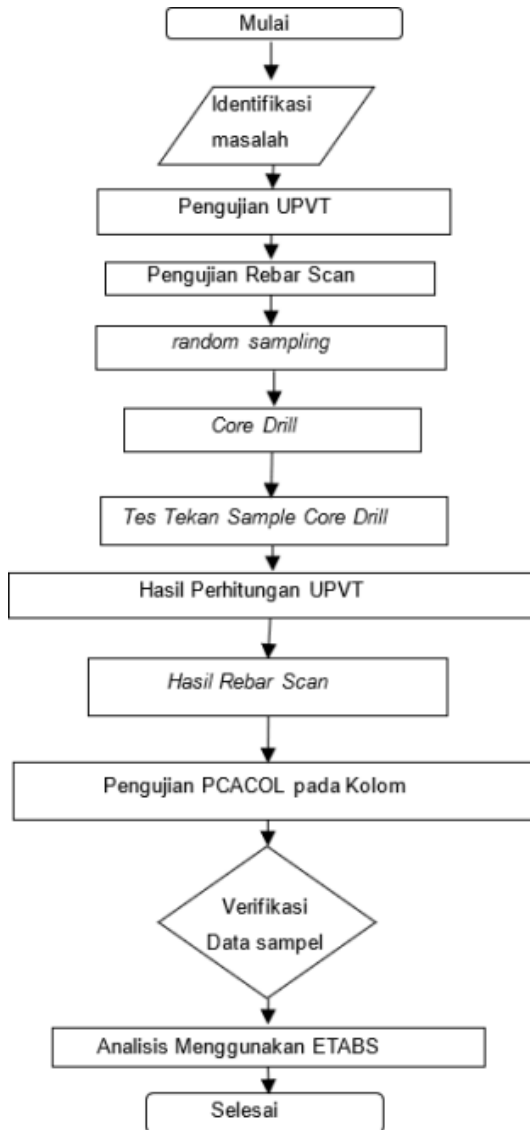 Mulai
Identifikasi
masalah
Pengujian UPVT
Pengujian Rebar Scan
random sampling
Core Drill
Tes Tekan Sample Core Drill
Hasil Perhitungan UPVT
Hasil Rebar Scan
Pengujian PCACOL pada Kolom
Verifikasi
Data sampel
Analisis Menggunakan ETABS
Selesai